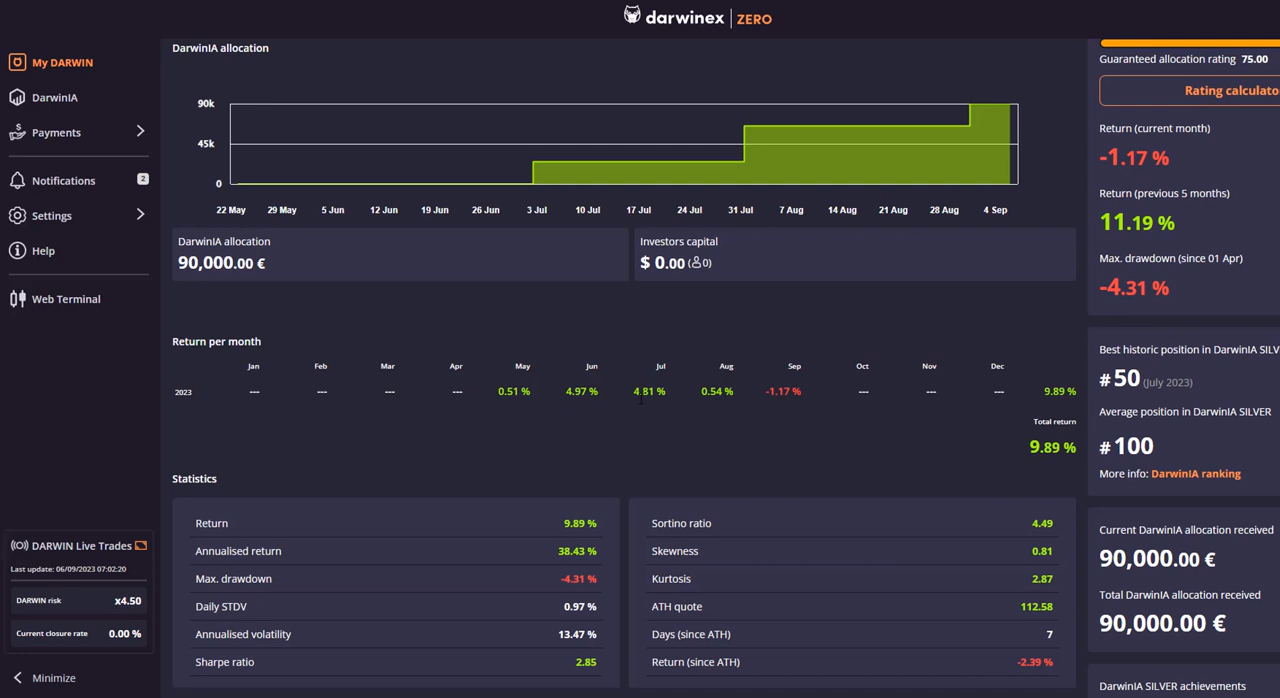 darwinex ZERO
My DARWIN
DarwinIA
Payments
Notifications 2
Settings
Help
Web Terminal
((o)) DARWIN Live Trades
Last update: 06/09/2023 07:02:20
DARWIN risk x4.50
Current closure rate 0.00 %
Minimize
DarwinIA allocation
90k
45k
0
22 May 29 May 5 Jun 12 Jun 19 Jun 26 Jun 3 Jul 10 Jul 17 Jul 24 Jul 31 Jul 7 Aug 14 Aug 21 Aug 28 Aug 4 Sep
DarwinIA allocation
90,000.00 €
Investors capital
$ 0.00 (0)
Return per month
Jan Feb Mar Apr May Jun Jul Aug Sep Oct Nov Dec
2023 --- --- --- --- 0.51 % 4.97 % 4.81 % 0.54 % -1.17 % --- --- --- 9.89 %
Total return
9.89 %
Statistics
Return 9.89 %
Annualised return 38.43 %
Max. drawdown -4.31 %
Daily STDV 0.97 %
Annualised volatility 13.47 %
Sharpe ratio 2.85
Sortino ratio 4.49
Skewness 0.81
Kurtosis 2.87
ATH quote 112.58
Days (since ATH) 7
Return (since ATH) -2.39 %
Guaranteed allocation rating 75.00
Rating calculato
Return (current month)
-1.17 %
Return (previous 5 months)
11.19 %
Max. drawdown (since 01 Apr)
-4.31 %
Best historic position in DarwinIA SILV
#50 (July 2023)
Average position in DarwinIA SILVER
#100
More info: DarwinIA ranking
Current DarwinIA allocation received
90,000.00 €
Total DarwinIA allocation received
90,000.00 €
DarwinIA SILVER achievements